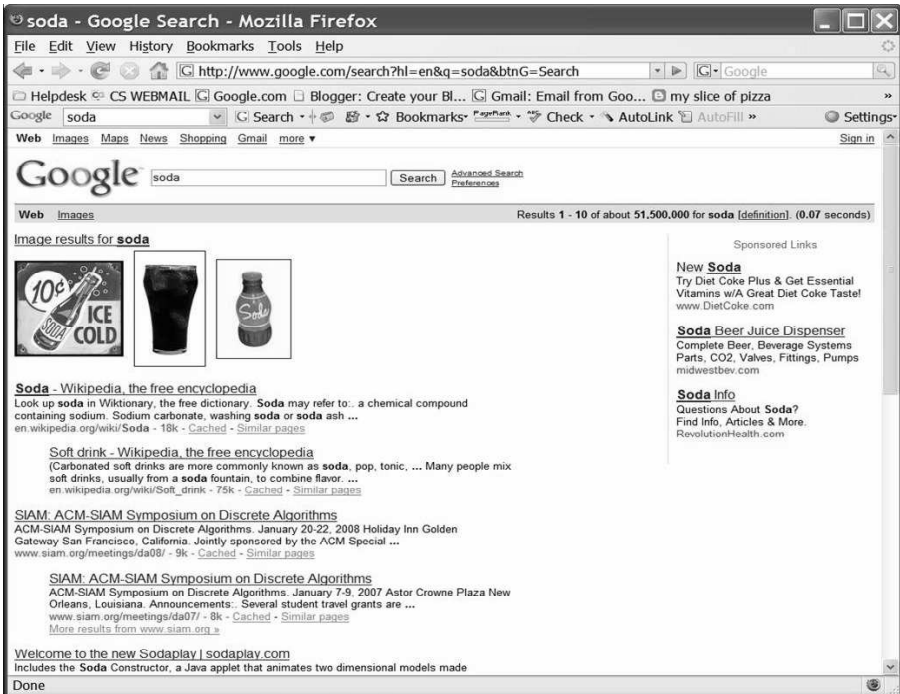 soda - Google Search - Mozilla Firefox
File Edit View History Bookmarks Tools Help
G http://www.google.com/search?hl=en&q=soda&btnG=Search G Google
Helpdesk CS WEBMAIL G Google.com Blogger: Create your Bl... G Gmail: Email from Goo... my slice of pizza »
Google soda G Search Bookmarks PageRank Check AutoLink AutoFill » Settings
Web Images Maps News Shopping Gmail more ▼ Sign in
Google soda Search Advanced Search
Preferences
Web Images Results 1 - 10 of about 51,500,000 for soda [definition]. (0.07 seconds)
Image results for soda
10¢ SODA ICE COLD
Soda
Soda - Wikipedia, the free encyclopedia
Look up soda in Wiktionary, the free dictionary. Soda may refer to:. a chemical compound
containing sodium. Sodium carbonate, washing soda or soda ash ...
en.wikipedia.org/wiki/Soda - 18k - Cached - Similar pages
Soft drink - Wikipedia, the free encyclopedia
(Carbonated soft drinks are more commonly known as soda, pop, tonic, ... Many people mix
soft drinks, usually from a soda fountain, to combine flavor. ...
en.wikipedia.org/wiki/Soft_drink - 75k - Cached - Similar pages
SIAM: ACM-SIAM Symposium on Discrete Algorithms
ACM-SIAM Symposium on Discrete Algorithms. January 20-22, 2008 Holiday Inn Golden
Gateway San Francisco, California. Jointly sponsored by the ACM Special ...
www.siam.org/meetings/da08/ - 9k - Cached - Similar pages
SIAM: ACM-SIAM Symposium on Discrete Algorithms
ACM-SIAM Symposium on Discrete Algorithms. January 7-9, 2007 Astor Crowne Plaza New
Orleans, Louisiana. Announcements:. Several student travel grants are ...
www.siam.org/meetings/da07/ - 8k - Cached - Similar pages
More results from www.siam.org »
Welcome to the new Sodaplay | sodaplay.com
Includes the Soda Constructor, a Java applet that animates two dimensional models made
Sponsored Links
New Soda
Try Diet Coke Plus & Get Essential
Vitamins w/A Great Diet Coke Taste!
www.DietCoke.com
Soda Beer Juice Dispenser
Complete Beer, Beverage Systems
Parts, CO2, Valves, Fittings, Pumps
midwestbev.com
Soda Info
Questions About Soda?
Find Info, Articles & More.
RevolutionHealth.com
Done